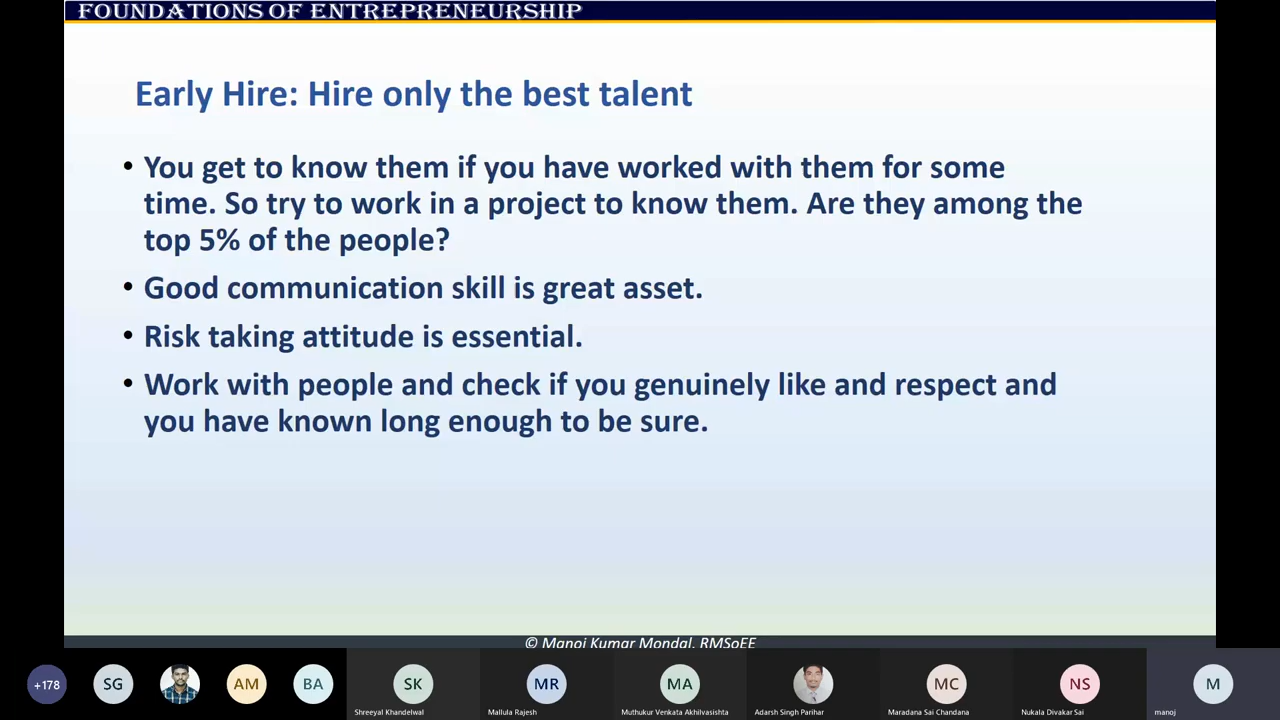 FOUNDATIONS OF ENTREPRENEURSHIP
Early Hire: Hire only the best talent
• You get to know them if you have worked with them for some
time. So try to work in a project to know them. Are they among the
top 5% of the people?
• Good communication skill is great asset.
• Risk taking attitude is essential.
• Work with people and check if you genuinely like and respect and
you have known long enough to be sure.
© Manoj Kumar Mondal, RMSoEE
+178 SG AM BA SK MR MA MC NS M
Shreeyal Khandelwal Mallula Rajesh Muthukur Venkata Akhilvasishta Adarsh Singh Parihar Maradana Sai Chandana Nukala Divakar Sai manoj